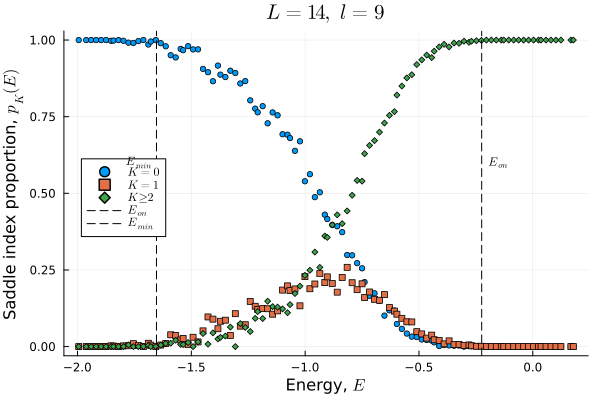 L = 14, l = 9
Saddle index proportion, p_K(E)
1.00
0.75
0.50
0.25
0.00
E_min
K = 0
K = 1
K ≥ 2
E_on
E_min
E_on
−2.0 −1.5 −1.0 −0.5 0.0
Energy, E